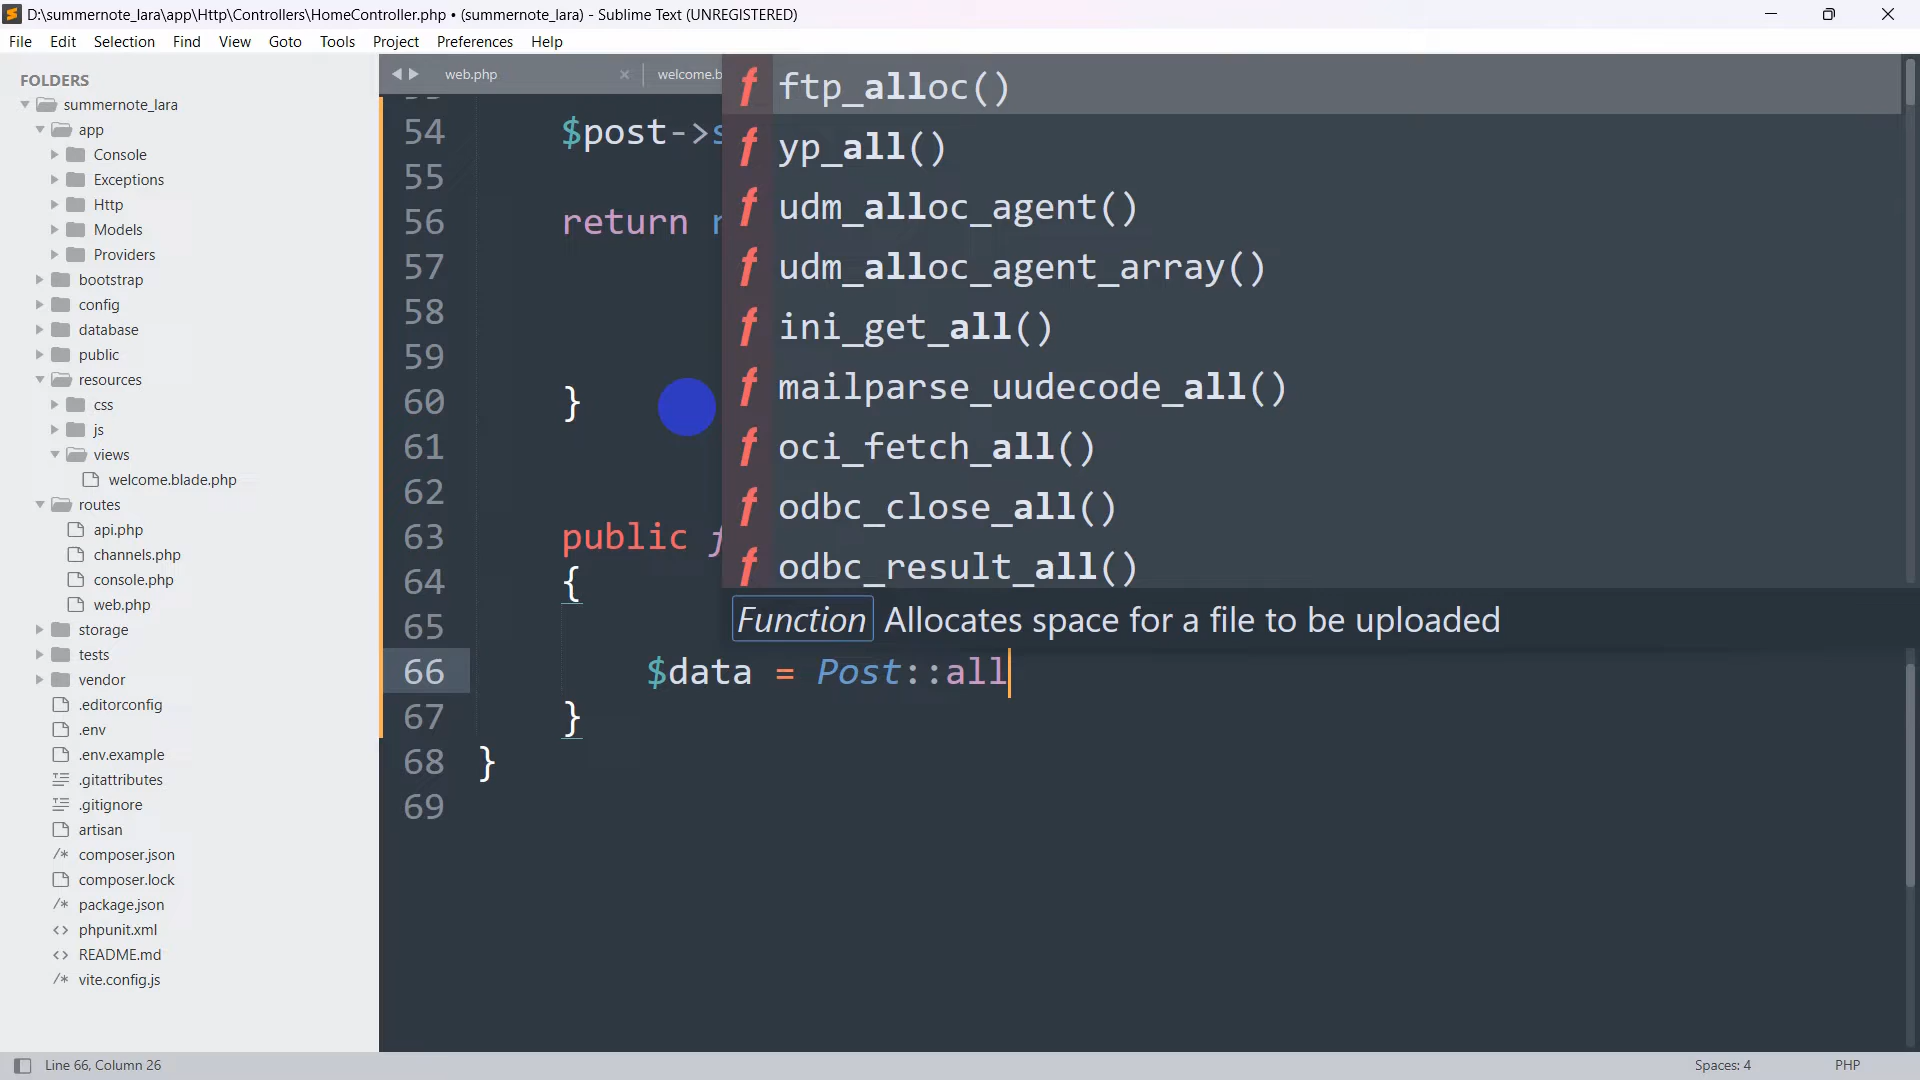 D:\summernote_lara\app\Http\Controllers\HomeController.php • (summernote_lara) - Sublime Text (UNREGISTERED)
File Edit Selection Find View Goto Tools Project Preferences Help
FOLDERS
summernote_lara
app
Console
Exceptions
Http
Models
Providers
bootstrap
config
database
public
resources
css
js
views
welcome.blade.php
routes
api.php
channels.php
console.php
web.php
storage
tests
vendor
.editorconfig
.env
.env.example
.gitattributes
.gitignore
artisan
composer.json
composer.lock
package.json
phpunit.xml
README.md
vite.config.js
web.php welcome.b
54 $post->s
55
56 return r
57
58
59
60 }
61
62
63 public f
64 {
65
66 $data = Post::all
67 }
68 }
69
f ftp_alloc()
f yp_all()
f udm_alloc_agent()
f udm_alloc_agent_array()
f ini_get_all()
f mailparse_uudecode_all()
f oci_fetch_all()
f odbc_close_all()
f odbc_result_all()
Function Allocates space for a file to be uploaded
Line 66, Column 26
Spaces: 4
PHP